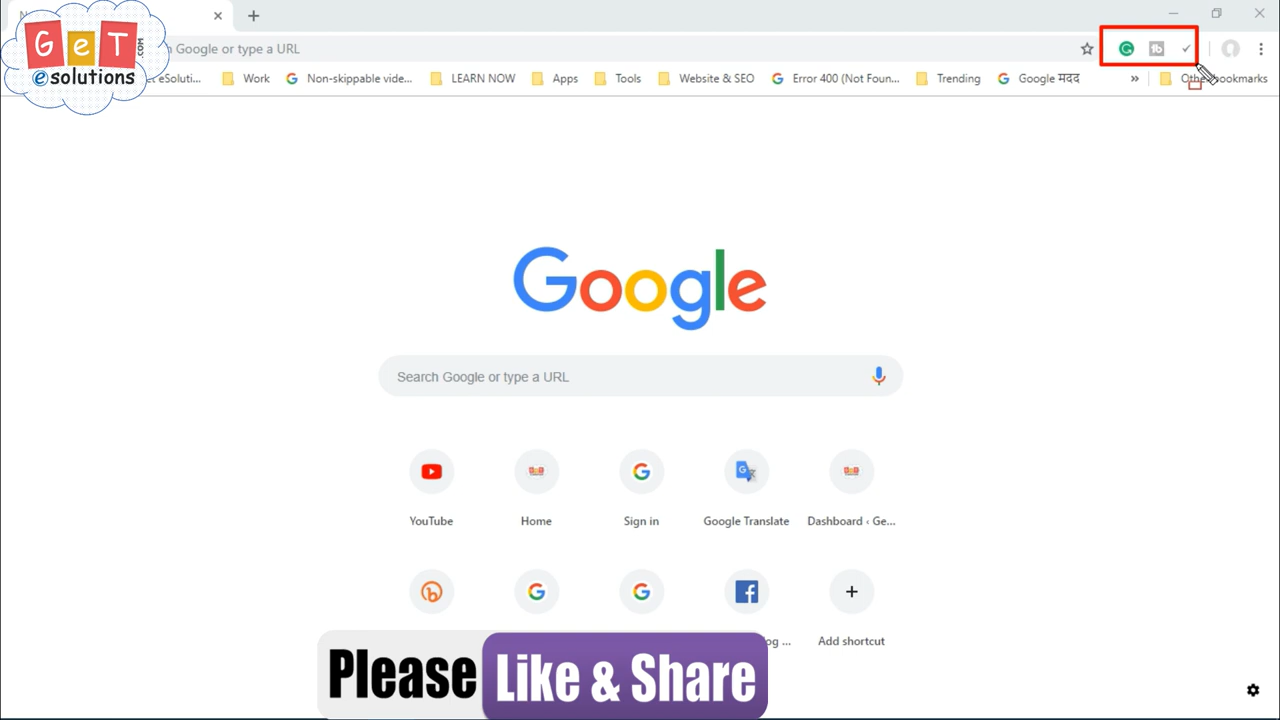 GeT.com
esolutions
N
Google or type a URL
et eSoluti...
Work
Non-skippable vide...
LEARN NOW
Apps
Tools
Website & SEO
Error 400 (Not Foun...
Trending
Google मदद
»
Other bookmarks
Google
Search Google or type a URL
YouTube
Home
Sign in
Google Translate
Dashboard ‹ Ge...
log ...
Add shortcut
Please Like & Share